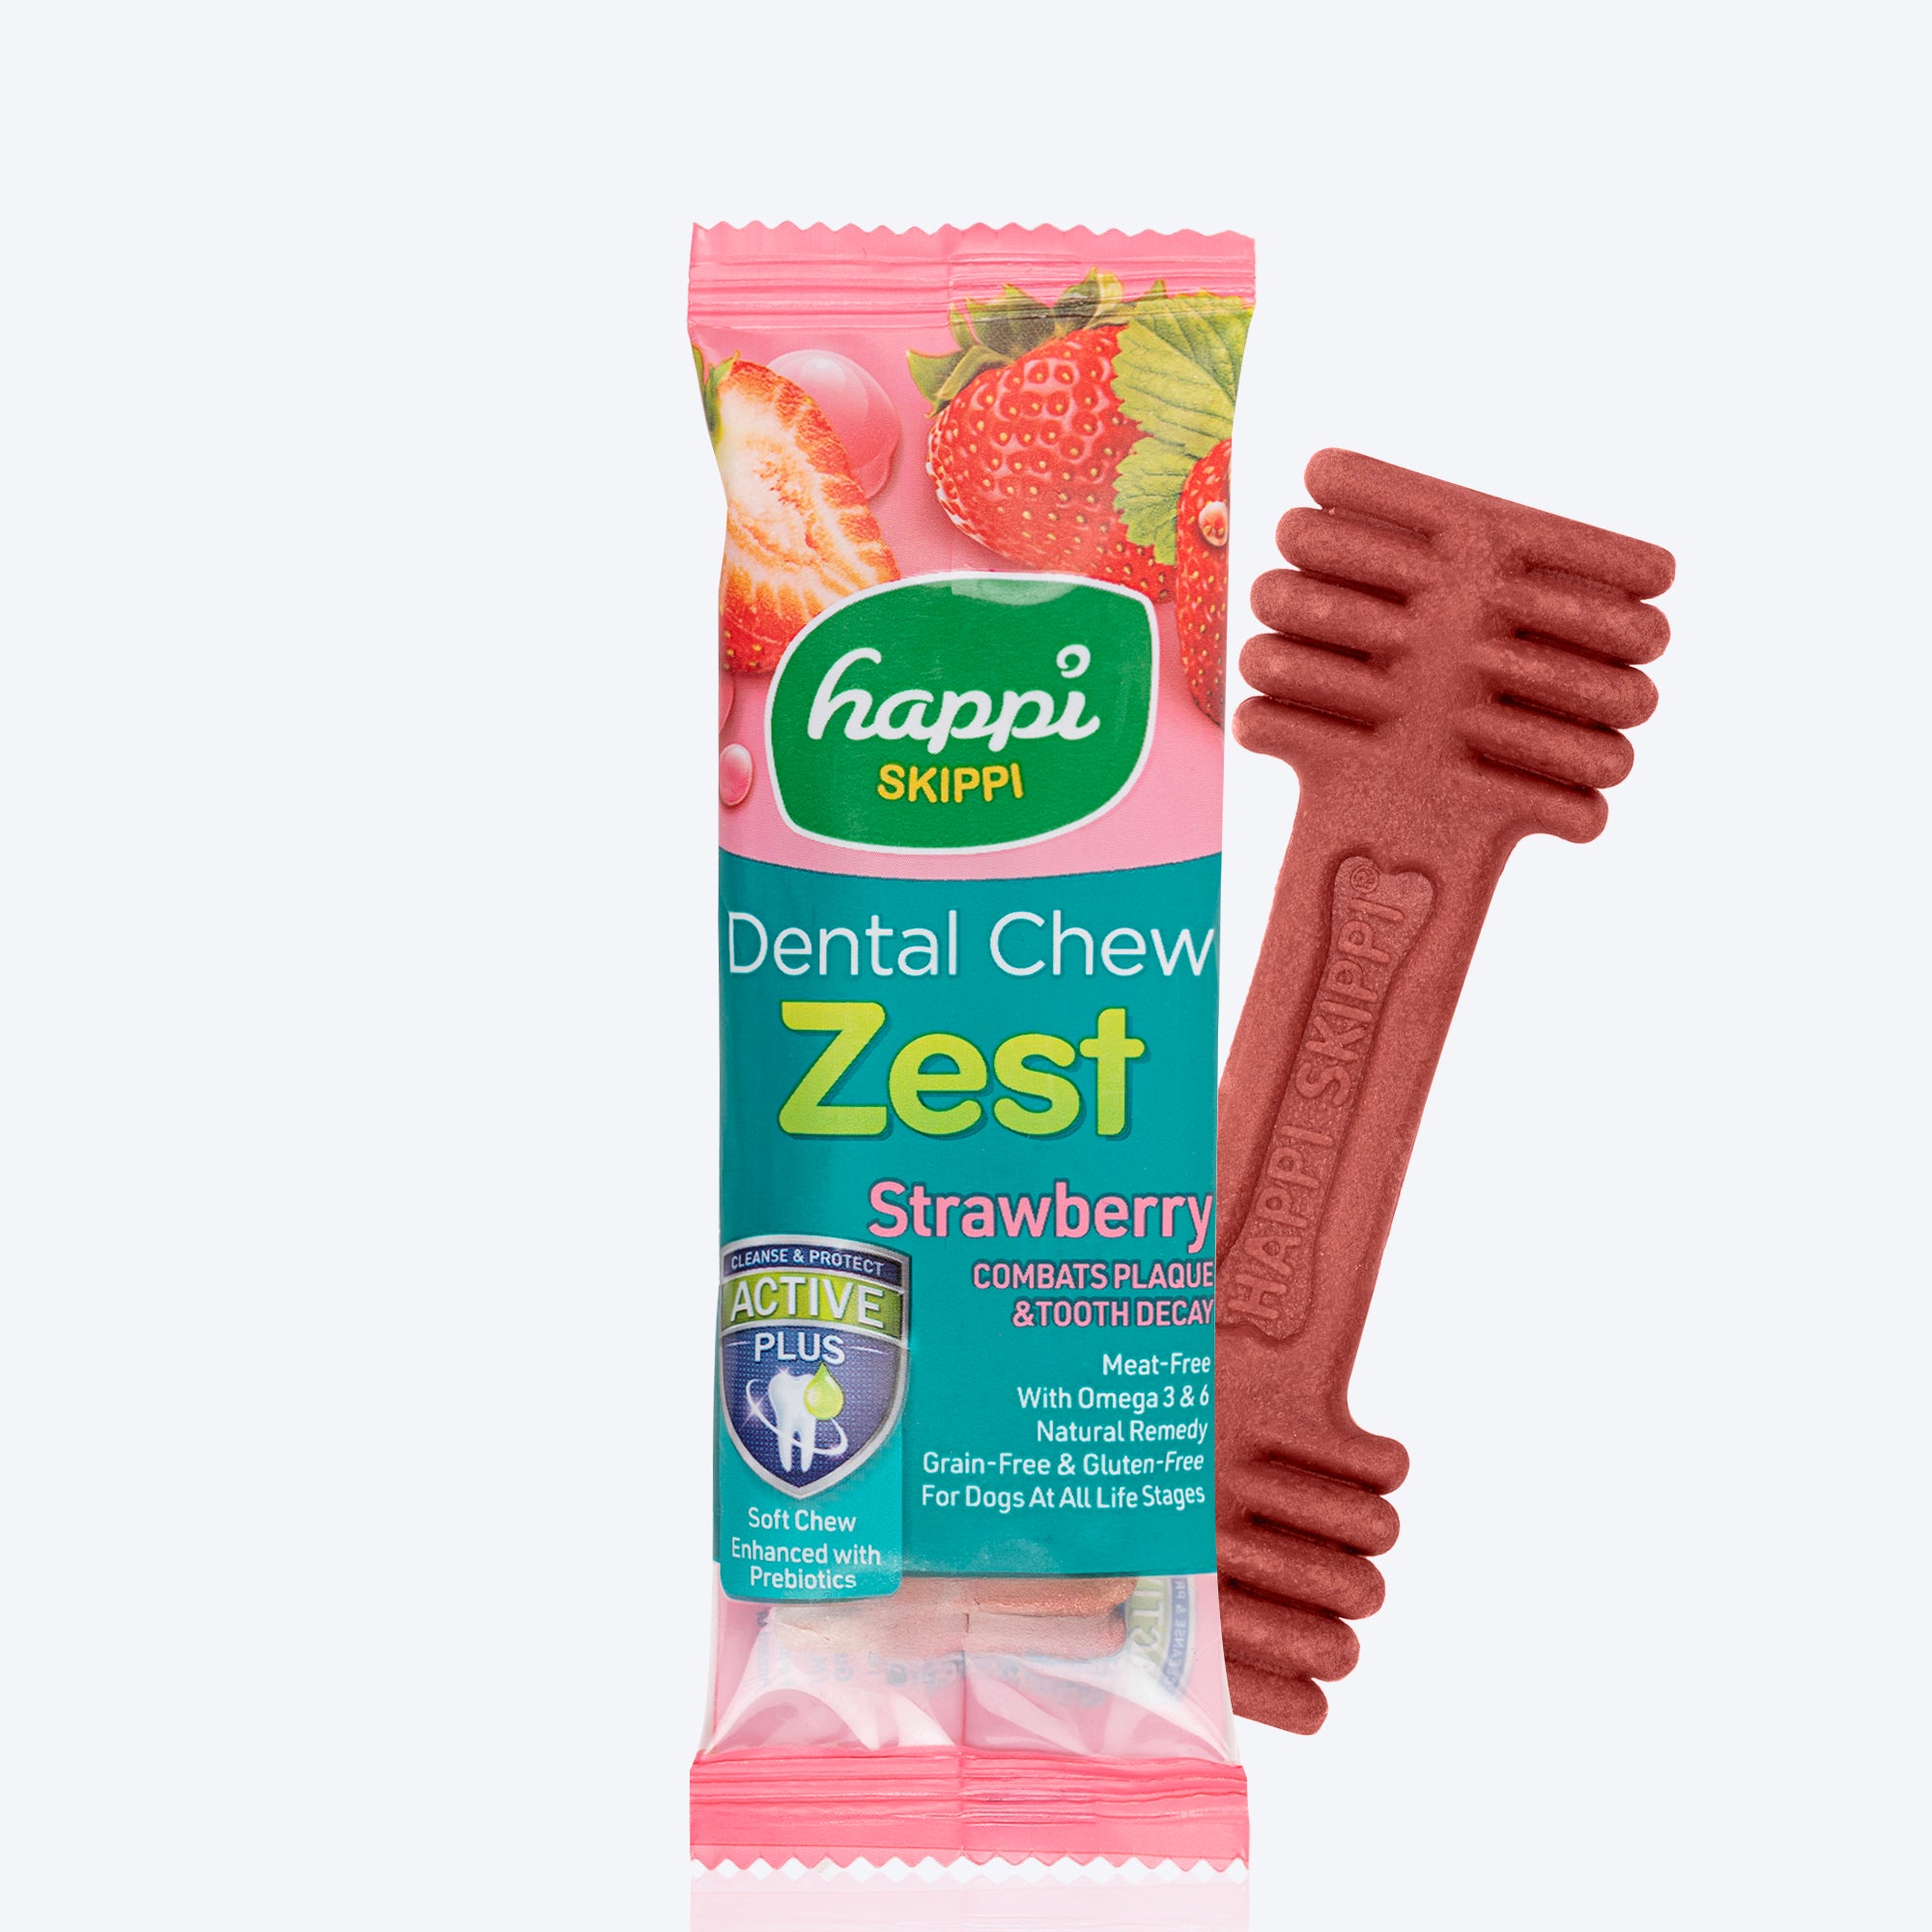 happi
SKIPPI
Dental Chew
Zest
Strawberry
COMBATS PLAQUE
&TOOTH DECAY
Meat-Free
With Omega 3 & 6
Natural Remedy
Grain-Free & Gluten-Free
For Dogs At All Life Stages
CLEANSE & PROTECT
ACTIVE
PLUS
Soft Chew
Enhanced with
Prebiotics
HAPPI SKIPPI®